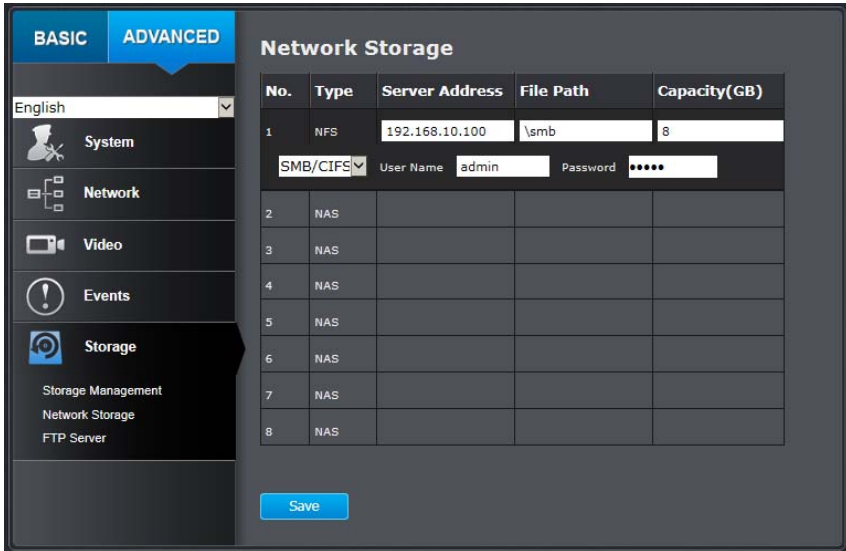 BASIC ADVANCED
English
System
Network
Video
Events
Storage
Storage Management
Network Storage
FTP Server
Network Storage
No. Type Server Address File Path Capacity(GB)
1 NFS 192.168.10.100 \smb 8
SMB/CIFS User Name admin Password •••••
2 NAS
3 NAS
4 NAS
5 NAS
6 NAS
7 NAS
8 NAS
Save